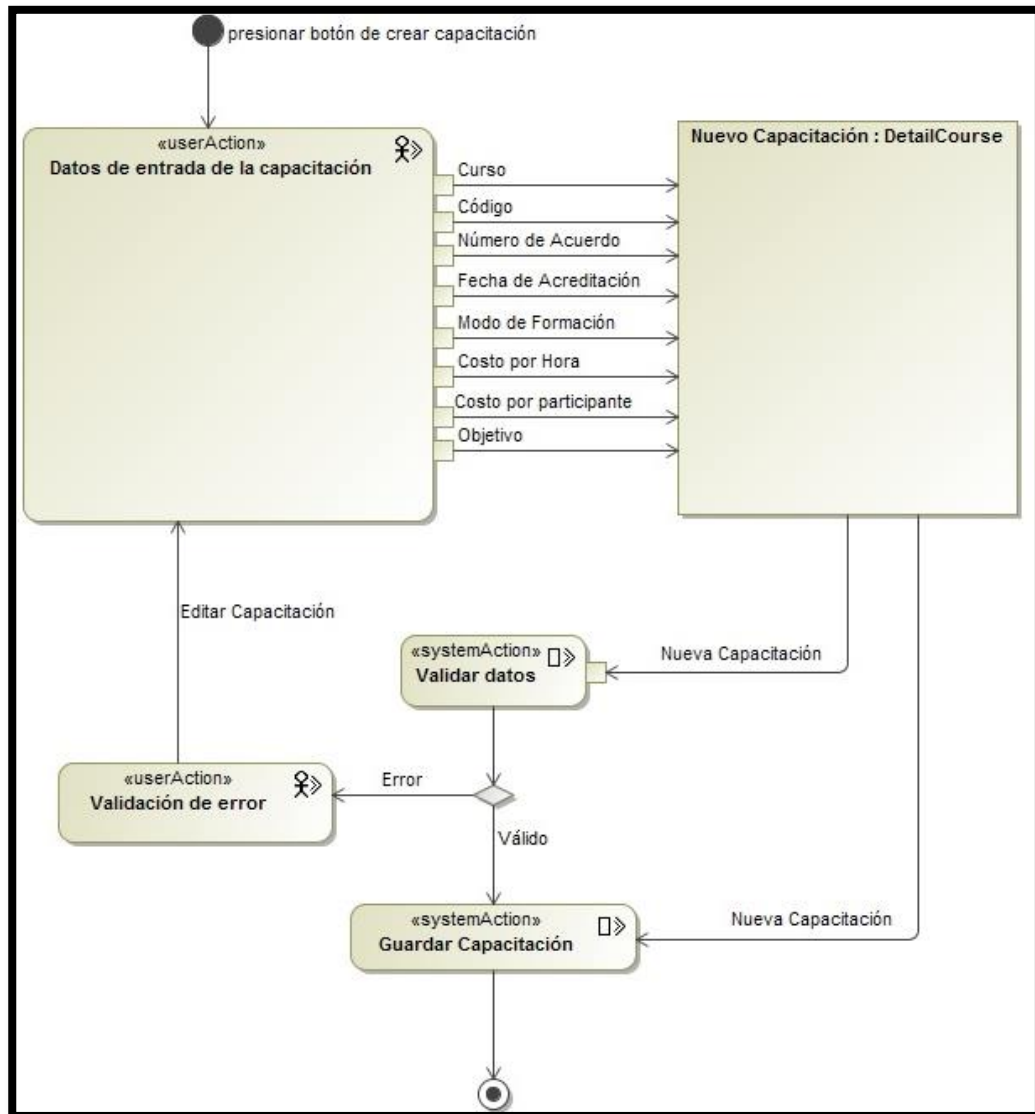 presionar botón de crear capacitación
«userAction»
Datos de entrada de la capacitación
Nuevo Capacitación : DetailCourse
Curso
Código
Número de Acuerdo
Fecha de Acreditación
Modo de Formación
Costo por Hora
Costo por participante
Objetivo
Editar Capacitación
«systemAction»
Validar datos
Nueva Capacitación
«userAction»
Validación de error
Error
Válido
«systemAction»
Guardar Capacitación
Nueva Capacitación